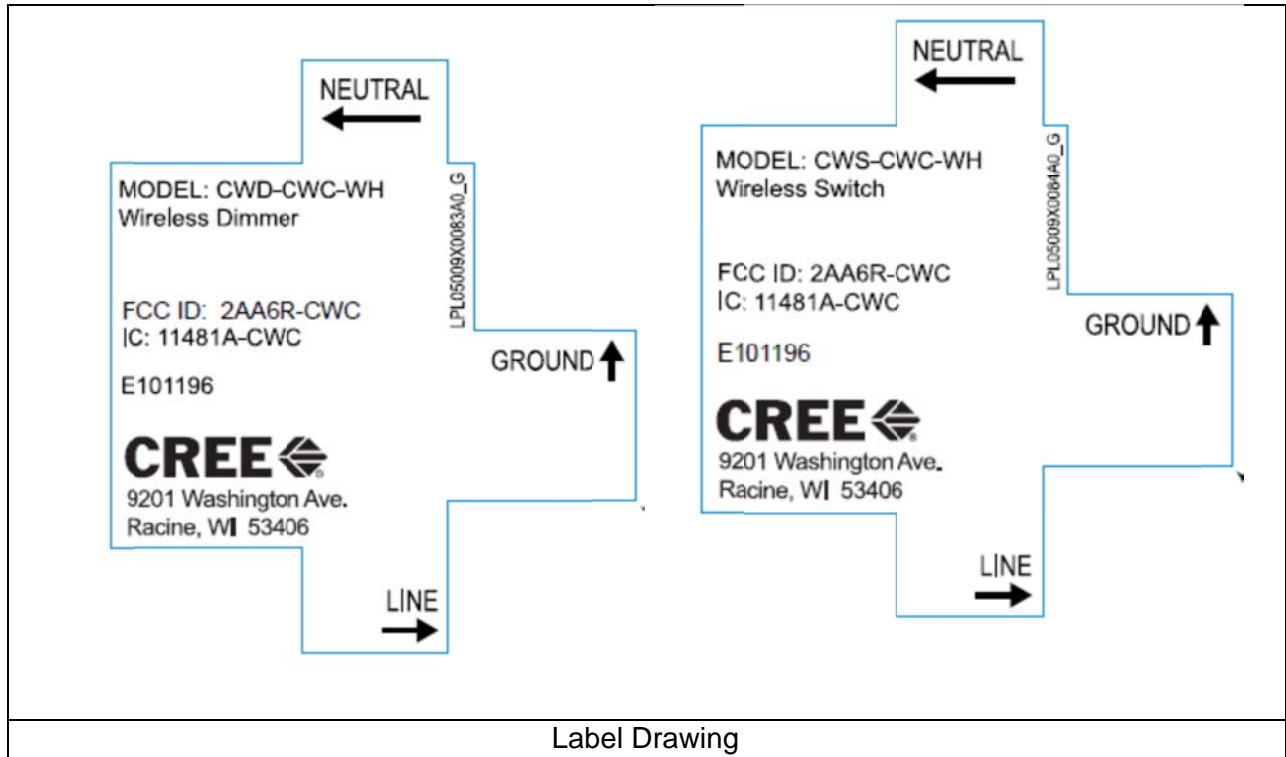 NEUTRAL
MODEL: CWD-CWC-WH
Wireless Dimmer
LPL05009X0083A0_G
FCC ID: 2AA6R-CWC
IC: 11481A-CWC
GROUND
E101196
CREE
9201 Washington Ave.
Racine, WI 53406
LINE
NEUTRAL
MODEL: CWS-CWC-WH
Wireless Switch
LPL05009X0084A0_G
FCC ID: 2AA6R-CWC
IC: 11481A-CWC
GROUND
E101196
CREE
9201 Washington Ave.
Racine, WI 53406
LINE
Label Drawing